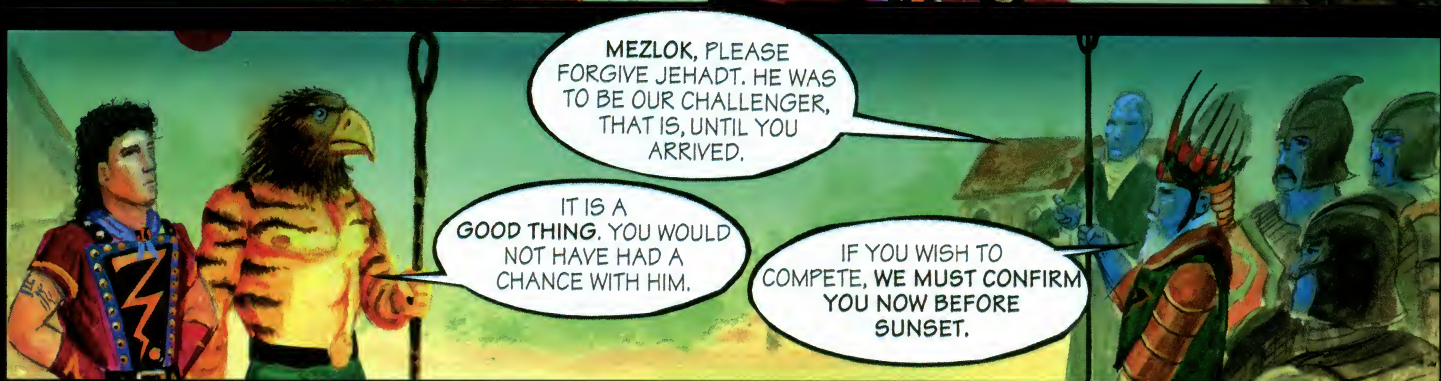 MEZLOK, PLEASE
FORGIVE JEHADT. HE WAS
TO BE OUR CHALLENGER,
THAT IS, UNTIL YOU
ARRIVED.
IT IS A
GOOD THING. YOU WOULD
NOT HAVE HAD A
CHANCE WITH HIM.
IF YOU WISH TO
COMPETE, WE MUST CONFIRM
YOU NOW BEFORE
SUNSET.